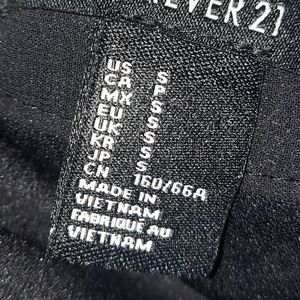 EVER 21
US S
CA S
MX P
EU S
UK S
KR S
JP S
CN 160/66A
MADE IN
VIETNAM
FABRIQUÉ AU
VIETNAM